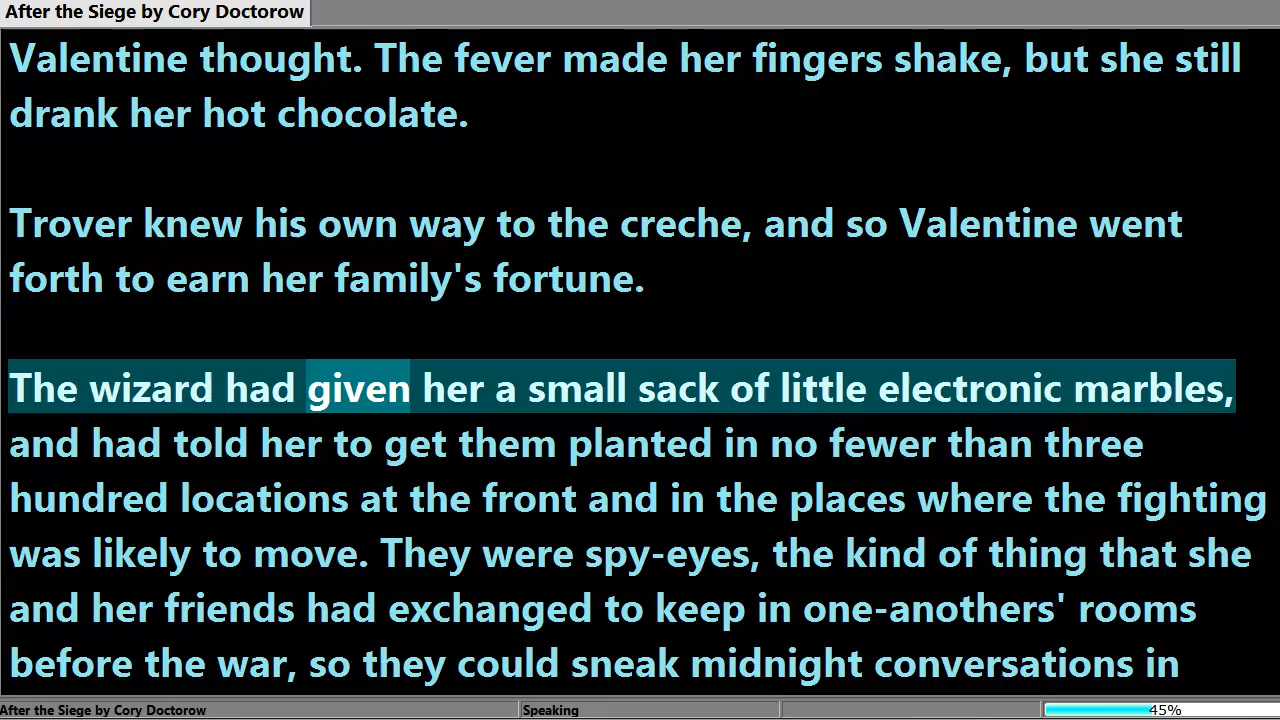 After the Siege by Cory Doctorow
Valentine thought. The fever made her fingers shake, but she still
drank her hot chocolate.
Trover knew his own way to the creche, and so Valentine went
forth to earn her family's fortune.
The wizard had given her a small sack of little electronic marbles,
and had told her to get them planted in no fewer than three
hundred locations at the front and in the places where the fighting
was likely to move. They were spy-eyes, the kind of thing that she
and her friends had exchanged to keep in one-anothers' rooms
before the war, so they could sneak midnight conversations in
After the Siege by Cory Doctorow
Speaking
45%